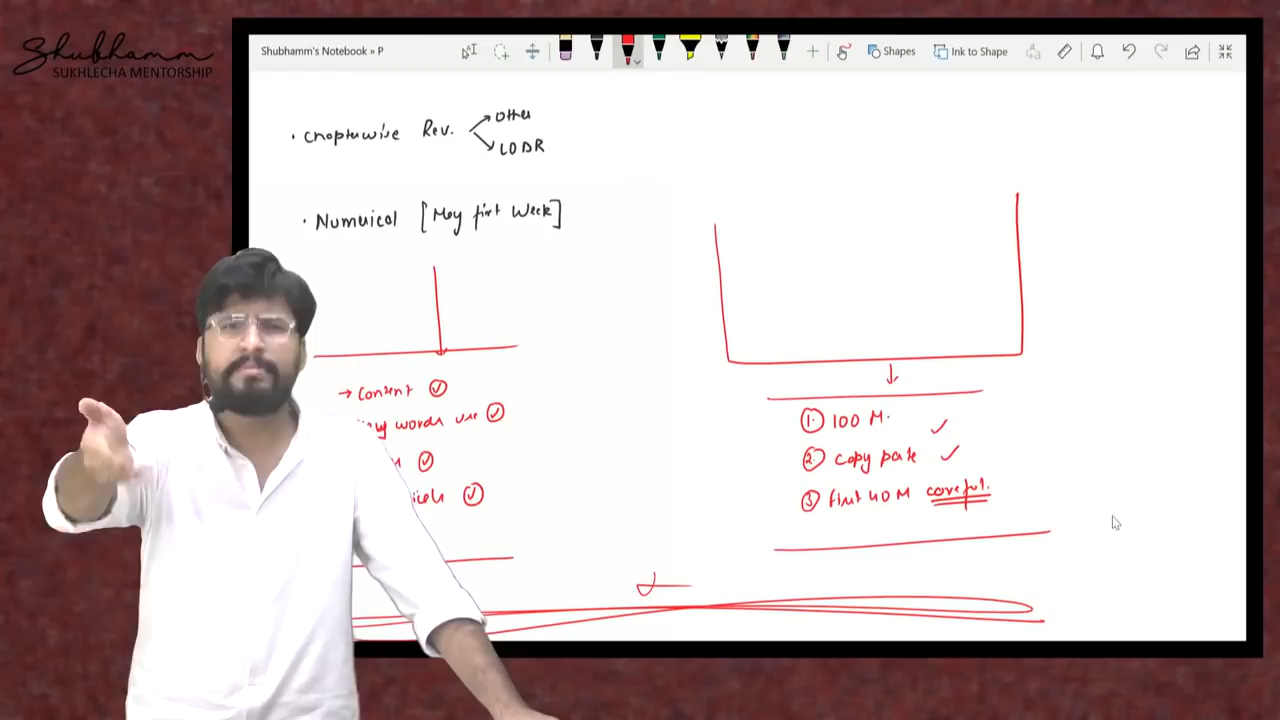 Shubhamm
SUKHLECHA MENTORSHIP
Shubhamm's Notebook » P
Shapes
Ink to Shape
• Chapterwise Rev.
Other
LODR
• Numerical [May first Week]
→ Content
words use
① 100 M.
② Copy paste
③ first 40 M careful.